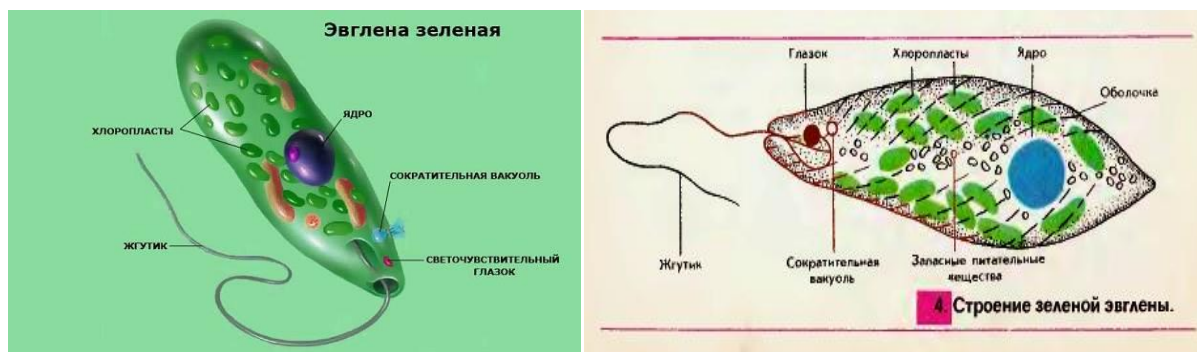 Эвглена зеленая
ЯДРО
ХЛОРОПЛАСТЫ
СОКРАТИТЕЛЬНАЯ ВАКУОЛЬ
ЖГУТИК
СВЕТОЧУВСТВИТЕЛЬНЫЙ
ГЛАЗОК
Глазок
Хлоропласты
Ядро
Оболочка
Жгутик
Сократительная
вакуоль
Запасные питательные
вещества
4. Строение зеленой эвглены.